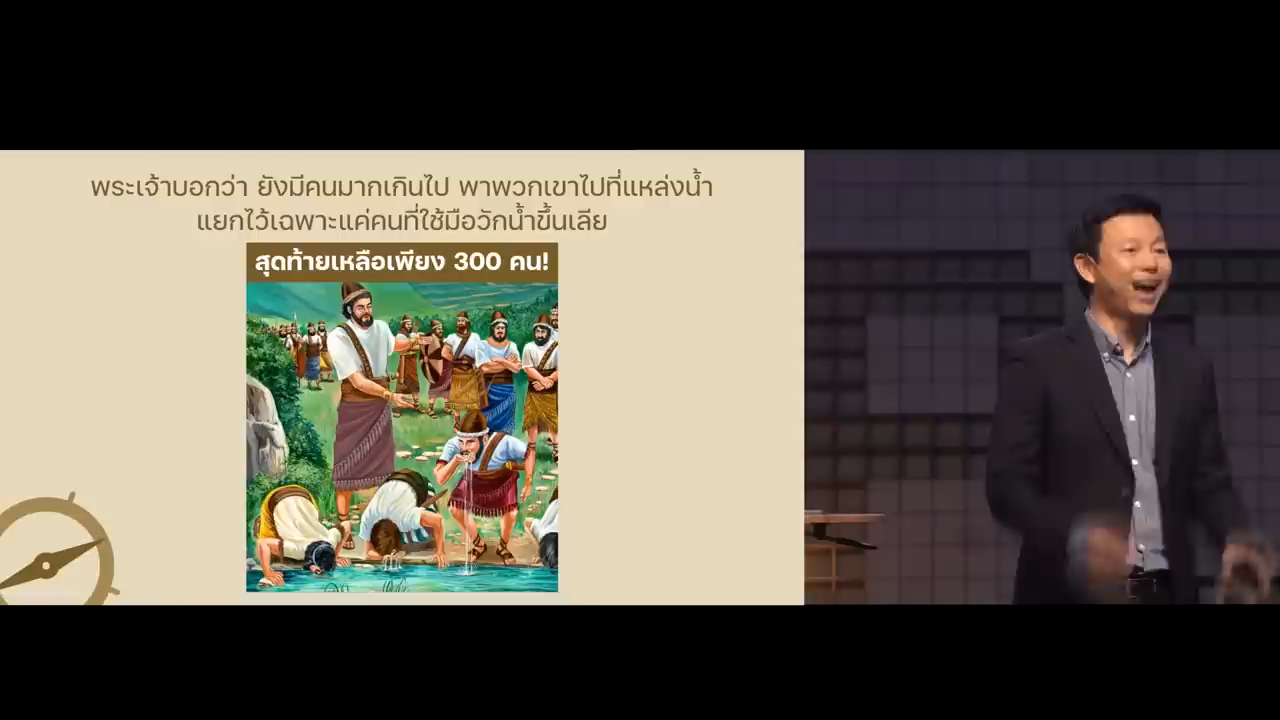 พระเจ้าบอกว่า ยังมีคนมากเกินไป พาพวกเขาไปที่แหล่งน้ำ
แยกไว้เฉพาะแค่คนที่ใช้มือวักน้ำขึ้นเลีย
สุดท้ายเหลือเพียง 300 คน!